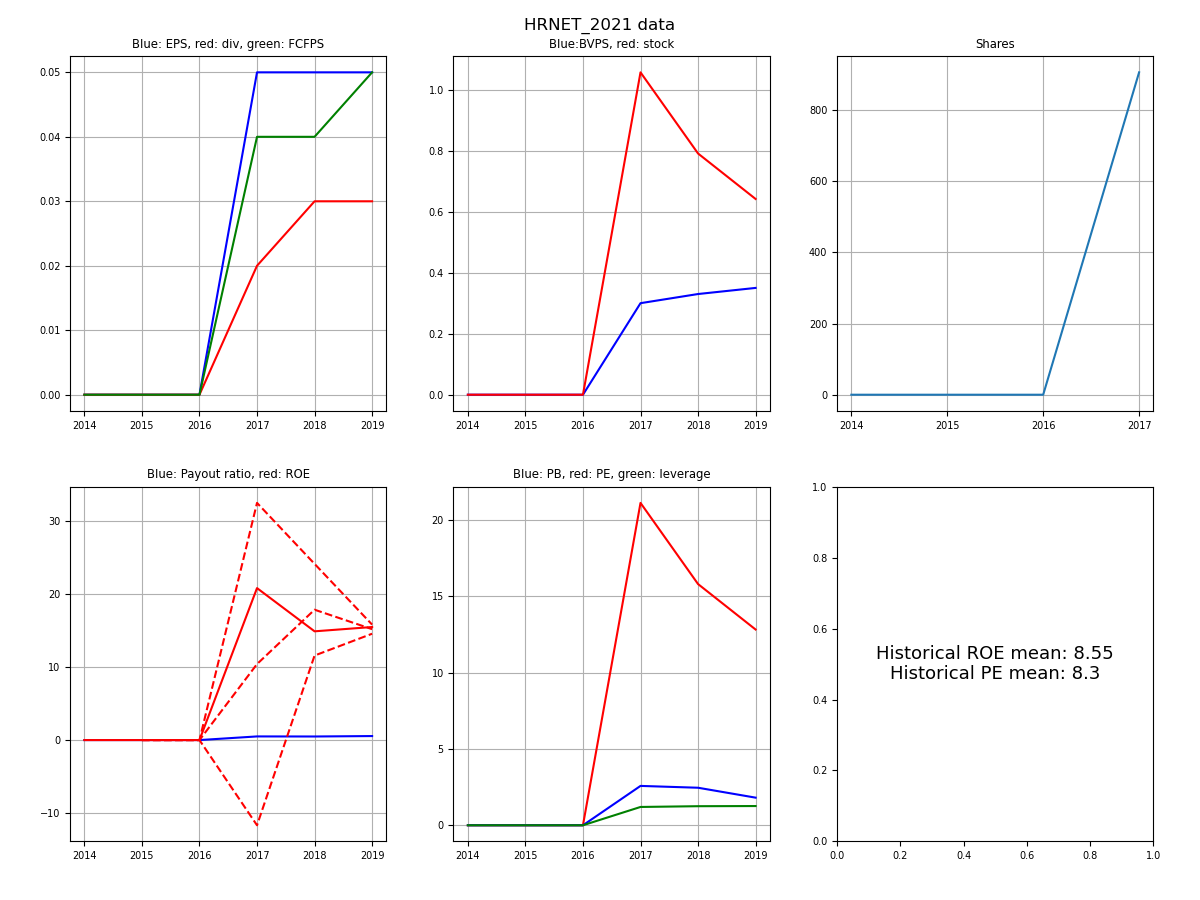 HRNET_2021 data
Blue: EPS, red: div, green: FCFPS
0.05
0.04
0.03
0.02
0.01
0.00
2014 2015 2016 2017 2018 2019
Blue:BVPS, red: stock
1.0
0.8
0.6
0.4
0.2
0.0
2014 2015 2016 2017 2018 2019
Shares
800
600
400
200
0
2014 2015 2016 2017
Blue: Payout ratio, red: ROE
30
20
10
0
−10
2014 2015 2016 2017 2018 2019
Blue: PB, red: PE, green: leverage
20
15
10
5
0
2014 2015 2016 2017 2018 2019
1.0
0.8
0.6
0.4
0.2
0.0
Historical ROE mean: 8.55
Historical PE mean: 8.3
0.0 0.2 0.4 0.6 0.8 1.0